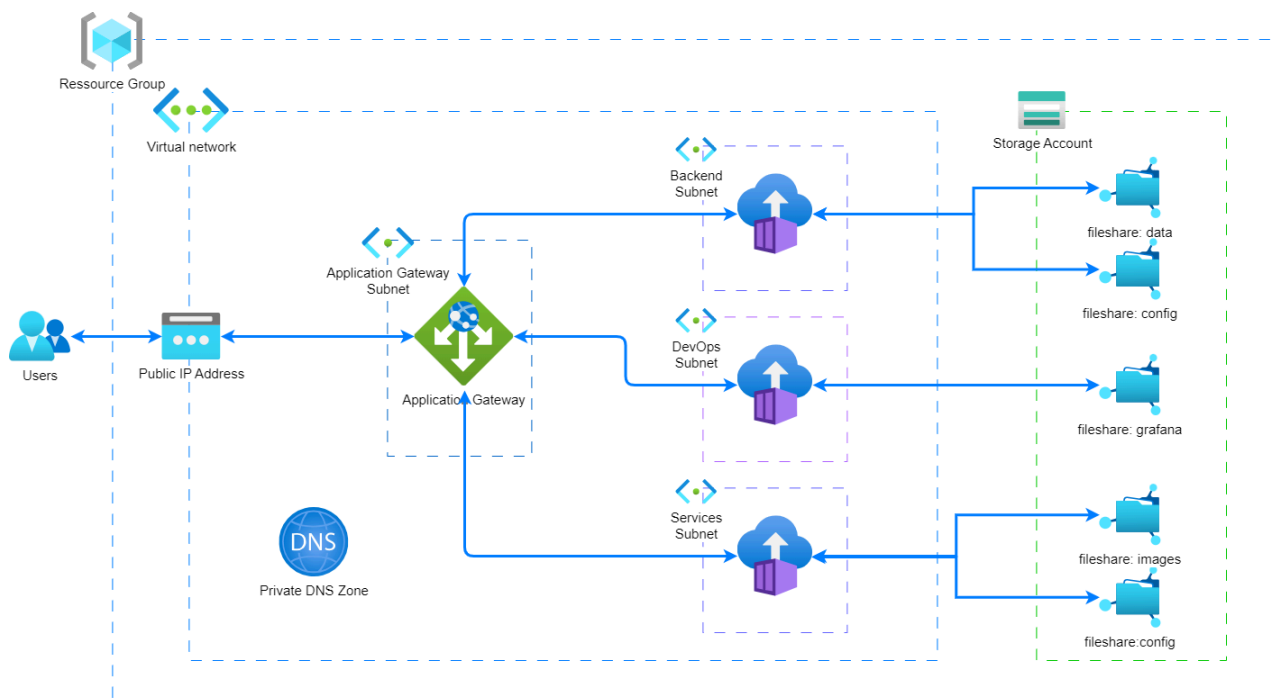 Ressource Group
Virtual network
Storage Account
Backend
Subnet
fileshare: data
Application Gateway
Subnet
fileshare: config
DevOps
Subnet
Users
Public IP Address
Application Gateway
fileshare: grafana
Services
Subnet
DNS
Private DNS Zone
fileshare: images
fileshare:config